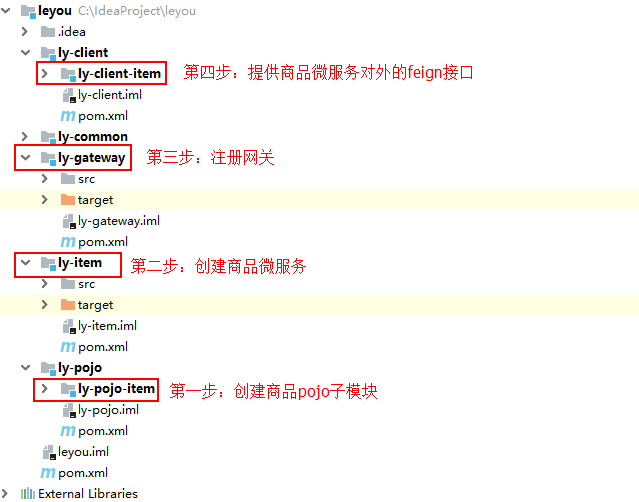 leyou C:\IdeaProject\leyou
.idea
ly-client
ly-client-item 第四步：提供商品微服务对外的feign接口
ly-client.iml
pom.xml
ly-common
ly-gateway 第三步：注册网关
src
target
ly-gateway.iml
pom.xml
ly-item 第二步：创建商品微服务
src
target
ly-item.iml
pom.xml
ly-pojo
ly-pojo-item 第一步：创建商品pojo子模块
ly-pojo.iml
pom.xml
leyou.iml
pom.xml
External Libraries